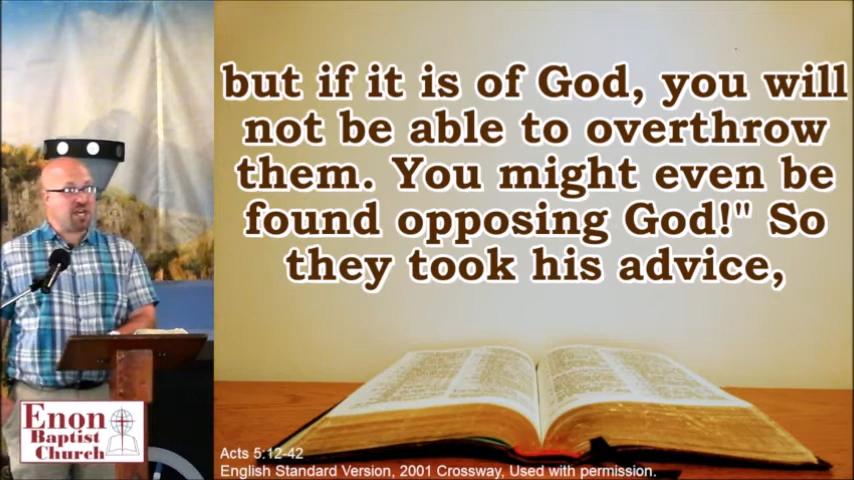 but if it is of God, you will
not be able to overthrow
them. You might even be
found opposing God!" So
they took his advice,
Enon
Baptist
Church
Acts 5:12-42
English Standard Version, 2001 Crossway, Used with permission.